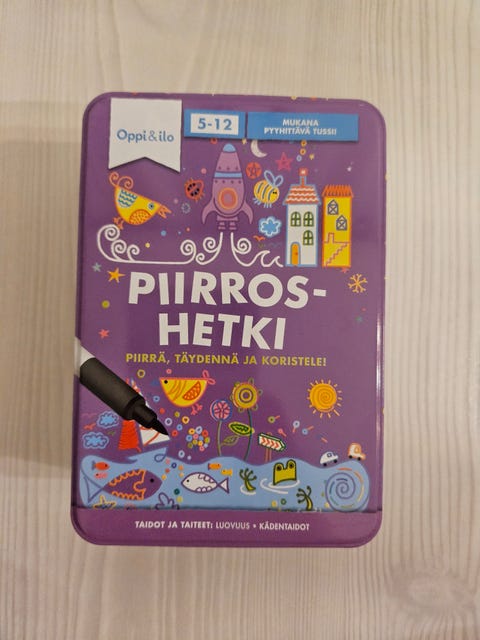 Oppi&ilo
5-12
MUKANA
PYYHITTÄVÄ TUSSI!
PIIRROS-
HETKI
PIIRRÄ, TÄYDENNÄ JA KORISTELE!
TAIDOT JA TAITEET: LUOVUUS • KÄDENTAIDOT